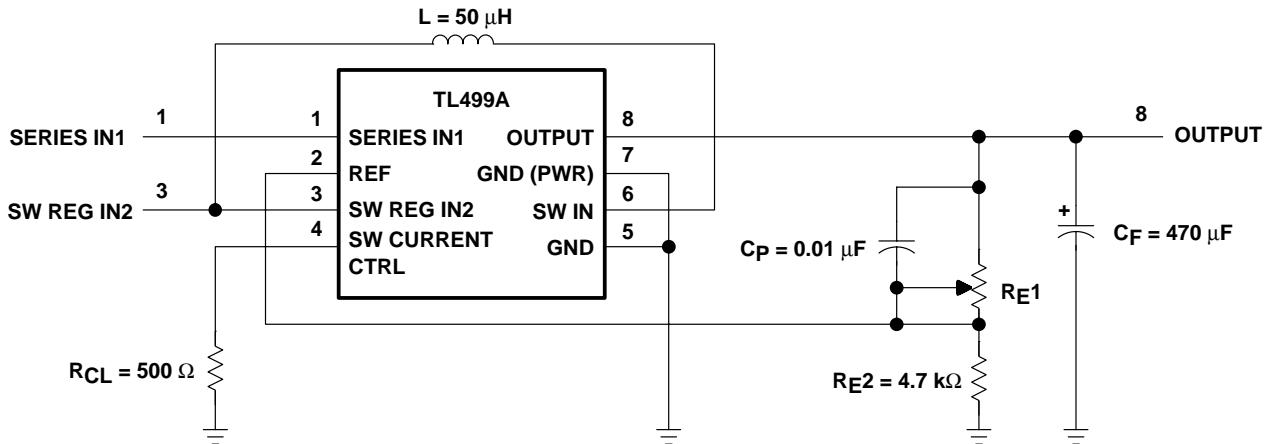 L = 50 μH
TL499A
1
SERIES IN1
1
SERIES IN1
OUTPUT
8
8
OUTPUT
2
REF
GND (PWR)
7
3
SW REG IN2
3
SW REG IN2
SW IN
6
4
SW CURRENT
CTRL
GND
5
CP = 0.01 μF
+
CF = 470 μF
RE1
RCL = 500 Ω
RE2 = 4.7 kΩ